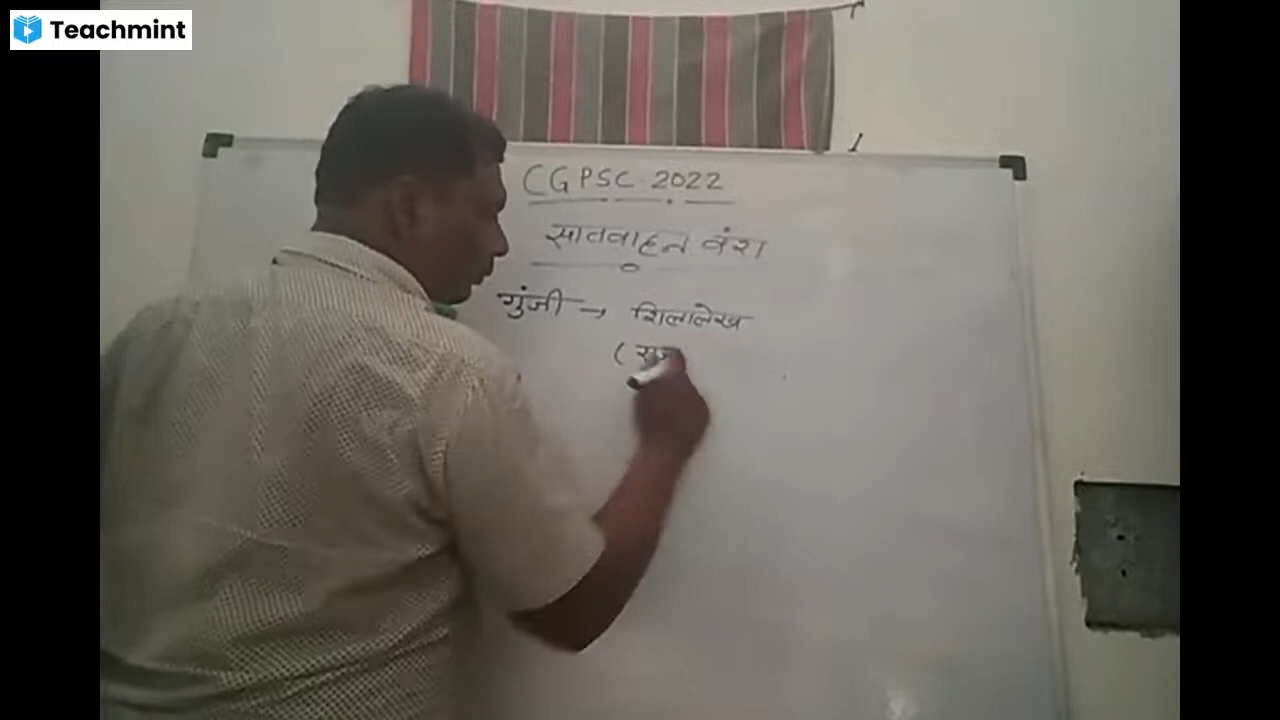 Teachmint
CGPSC 2022
सातवाहन वंश
गुंजी → शिलालेख
(